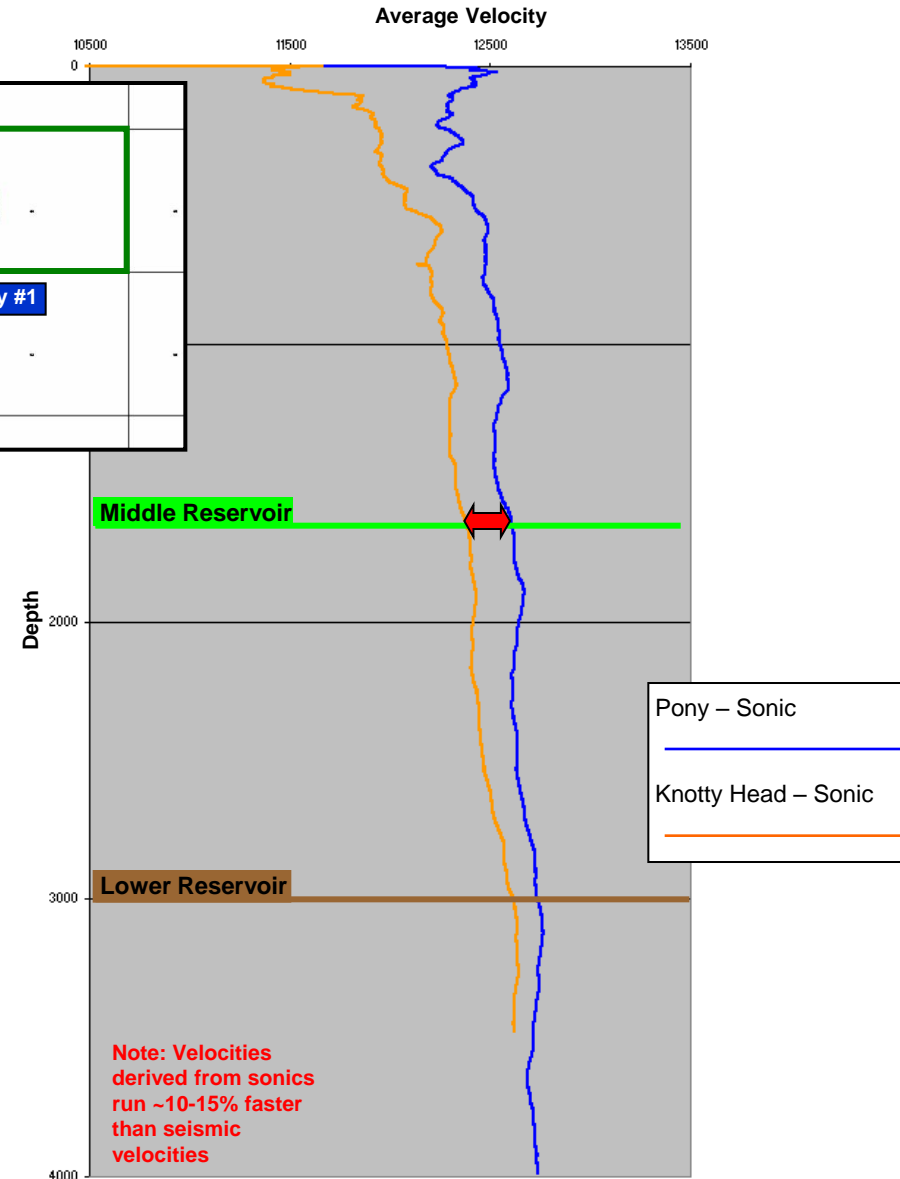 Average Velocity
10500 11500 12500 13500
0
y #1
Middle Reservoir
Depth
2000
Pony – Sonic
Knotty Head – Sonic
Lower Reservoir
3000
Note: Velocities
derived from sonics
run ~10-15% faster
than seismic
velocities
4000